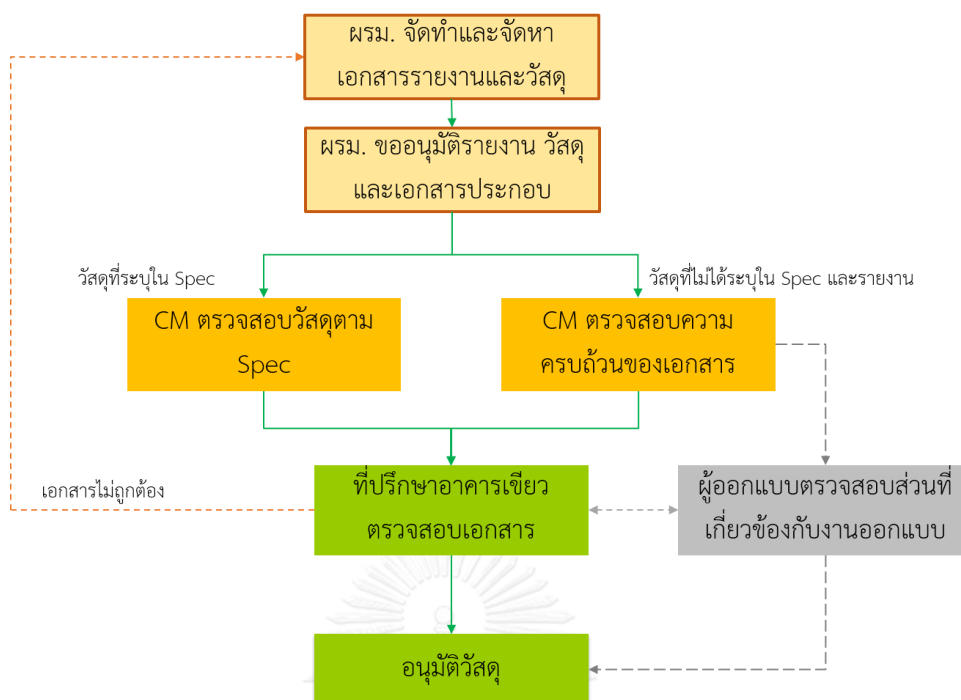 ผรม. จัดทำและจัดหา
เอกสารรายงานและวัสดุ
ผรม. ขออนุมัติรายงาน วัสดุ
และเอกสารประกอบ
วัสดุที่ระบุใน Spec
วัสดุที่ไม่ได้ระบุใน Spec และรายงาน
CM ตรวจสอบวัสดุตาม
Spec
CM ตรวจสอบความ
ครบถ้วนของเอกสาร
เอกสารไม่ถูกต้อง
ที่ปรึกษาอาคารเขียว
ตรวจสอบเอกสาร
ผู้ออกแบบตรวจสอบส่วนที่
เกี่ยวข้องกับงานออกแบบ
อนุมัติวัสดุ